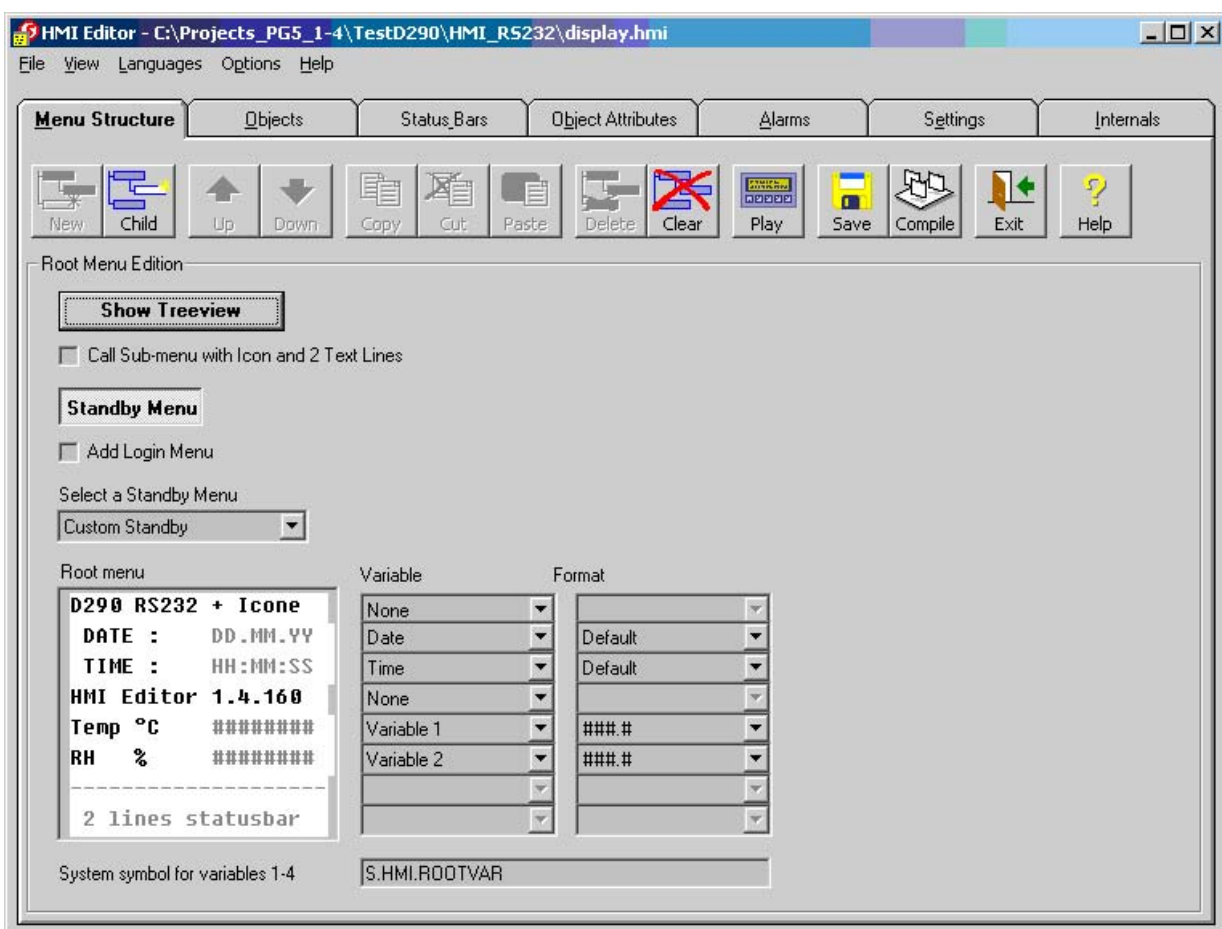 HMI Editor - C:\Projects_PG5_1-4\TestD290\HMI_RS232\display.hmi
File View Languages Options Help
Menu Structure Objects Status Bars Object Attributes Alarms Settings Internals
New Child Up Down Copy Cut Paste Delete Clear Play Save Compile Exit Help
Root Menu Edition
Show Treeview
Call Sub-menu with Icon and 2 Text Lines
Standby Menu
Add Login Menu
Select a Standby Menu
Custom Standby
Root menu Variable Format
D290 RS232 + Icone None
DATE : DD.MM.YY Date Default
TIME : HH:MM:SS Time Default
HMI Editor 1.4.160 None
Temp °C ######## Variable 1 ###.#
RH % ######## Variable 2 ###.#
--------------------
2 lines statusbar
System symbol for variables 1-4 S.HMI.ROOTVAR